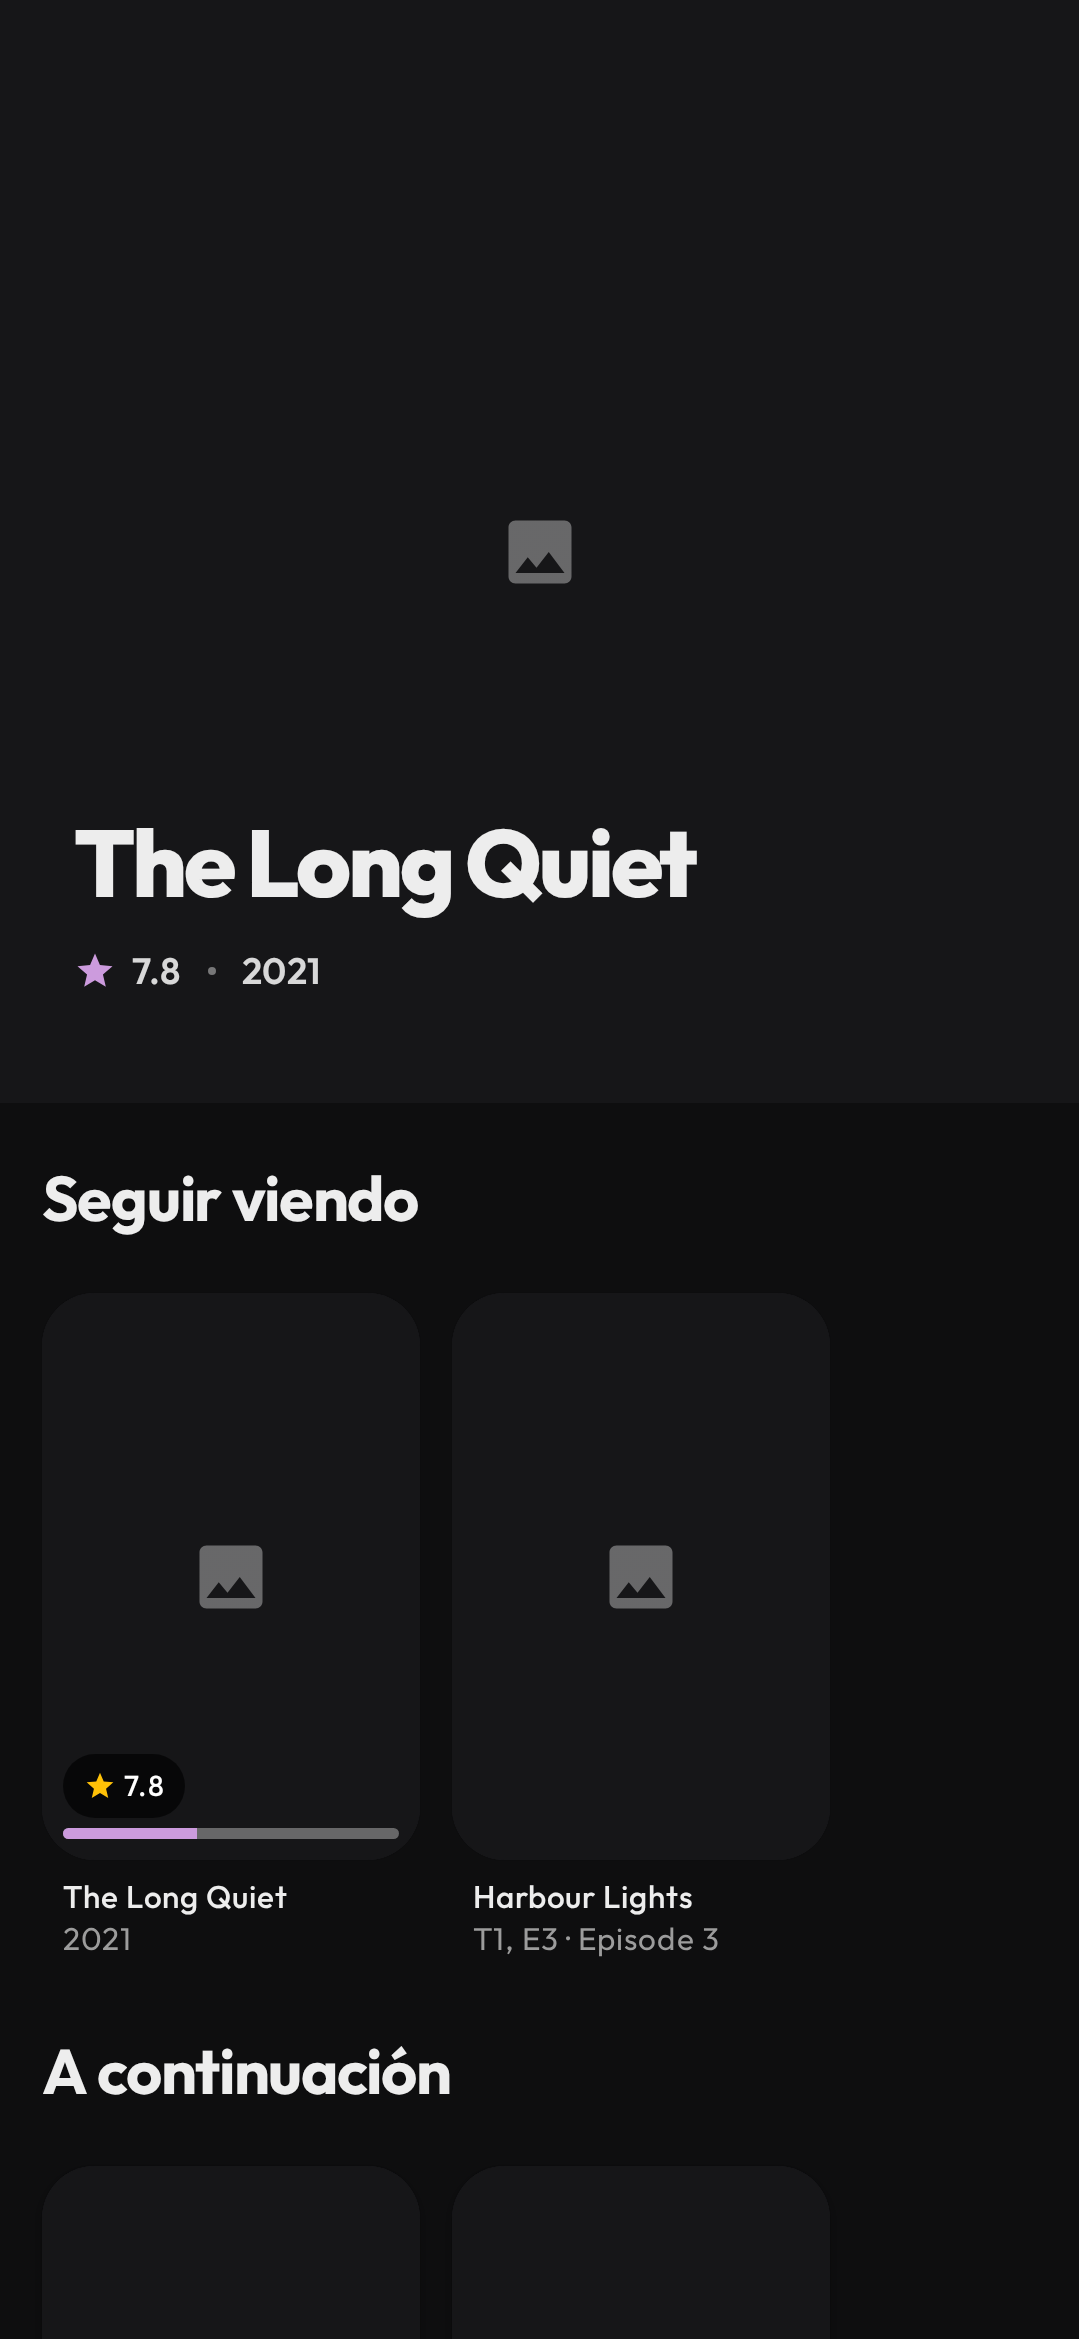 The Long Quiet
7.8 • 2021
Seguir viendo
7.8
The Long Quiet
2021
Harbour Lights
T1, E3 · Episode 3
A continuación